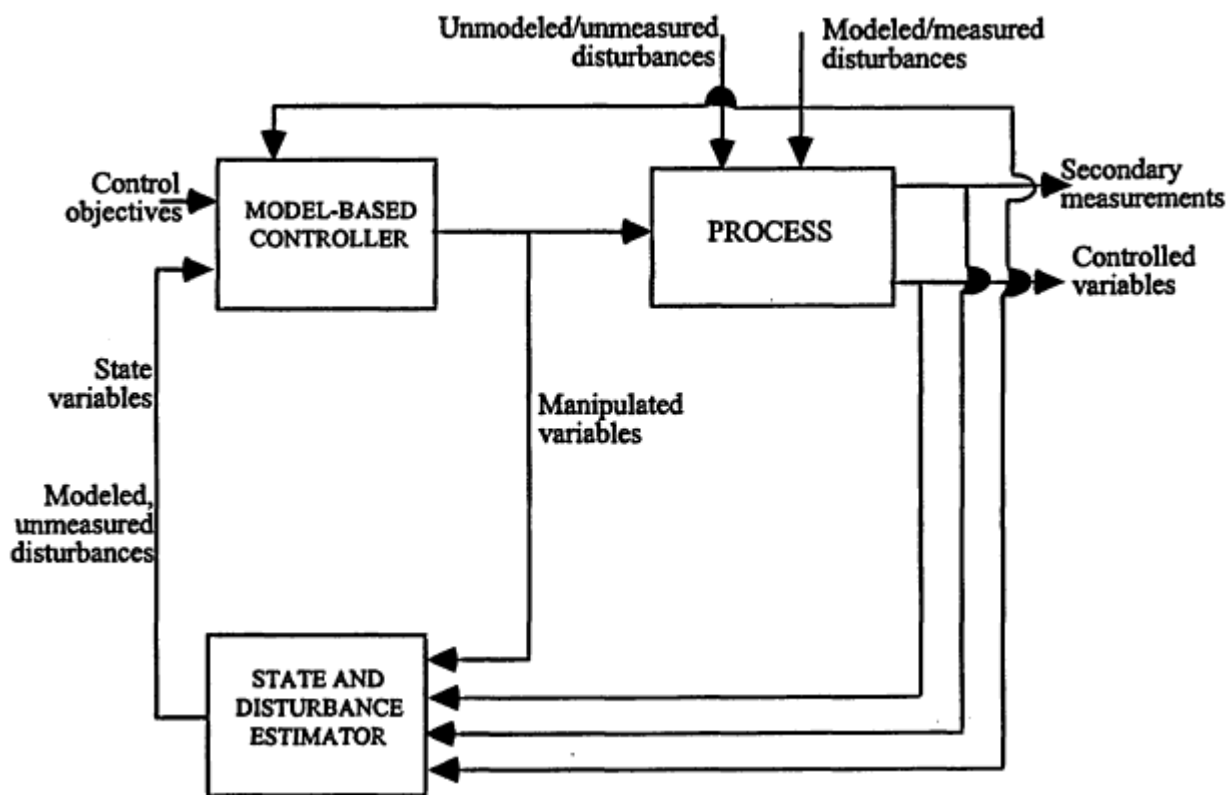 Unmodeled/unmeasured
disturbances
Modeled/measured
disturbances
Control
objectives
MODEL-BASED
CONTROLLER
PROCESS
Secondary
measurements
Controlled
variables
State
variables
Manipulated
variables
Modeled,
unmeasured
disturbances
STATE AND
DISTURBANCE
ESTIMATOR